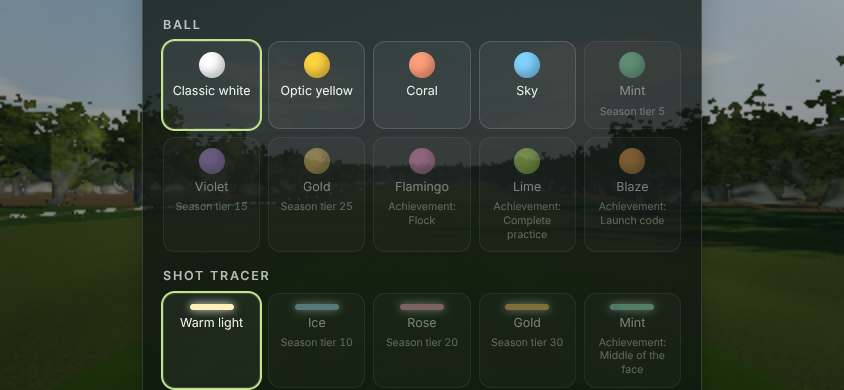 BALL
Classic white
Optic yellow
Coral
Sky
Mint
Season tier 5
Violet
Season tier 15
Gold
Season tier 25
Flamingo
Achievement:
Flock
Lime
Achievement:
Complete
practice
Blaze
Achievement:
Launch code
SHOT TRACER
Warm light
Ice
Season tier 10
Rose
Season tier 20
Gold
Season tier 30
Mint
Achievement:
Middle of the
face